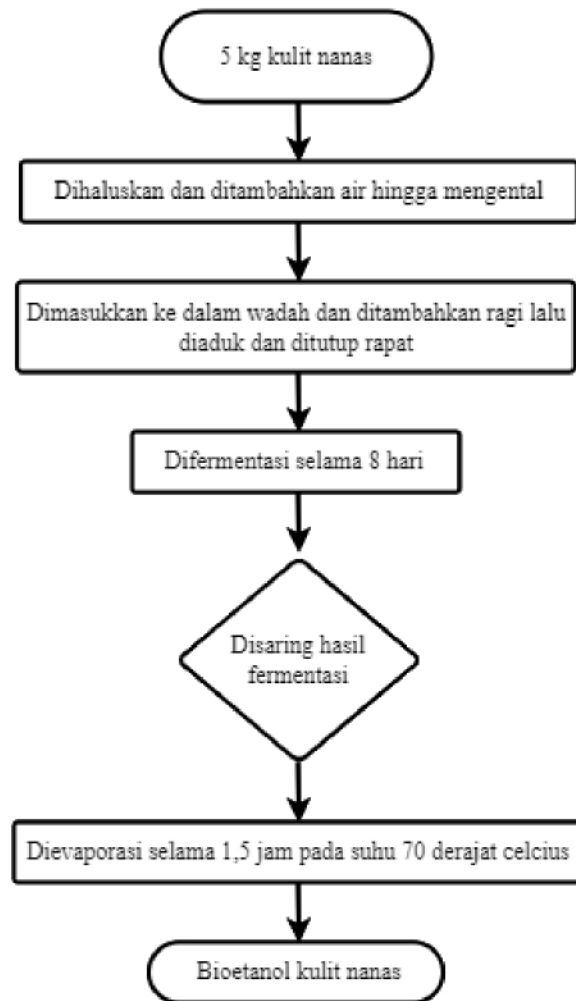 5 kg kulit nanas
Dihaluskan dan ditambahkan air hingga mengental
Dimasukkan ke dalam wadah dan ditambahkan ragi lalu
diaduk dan ditutup rapat
Difermentasi selama 8 hari
Disaring hasil
fermentasi
Dievaporasi selama 1,5 jam pada suhu 70 derajat celcius
Bioetanol kulit nanas